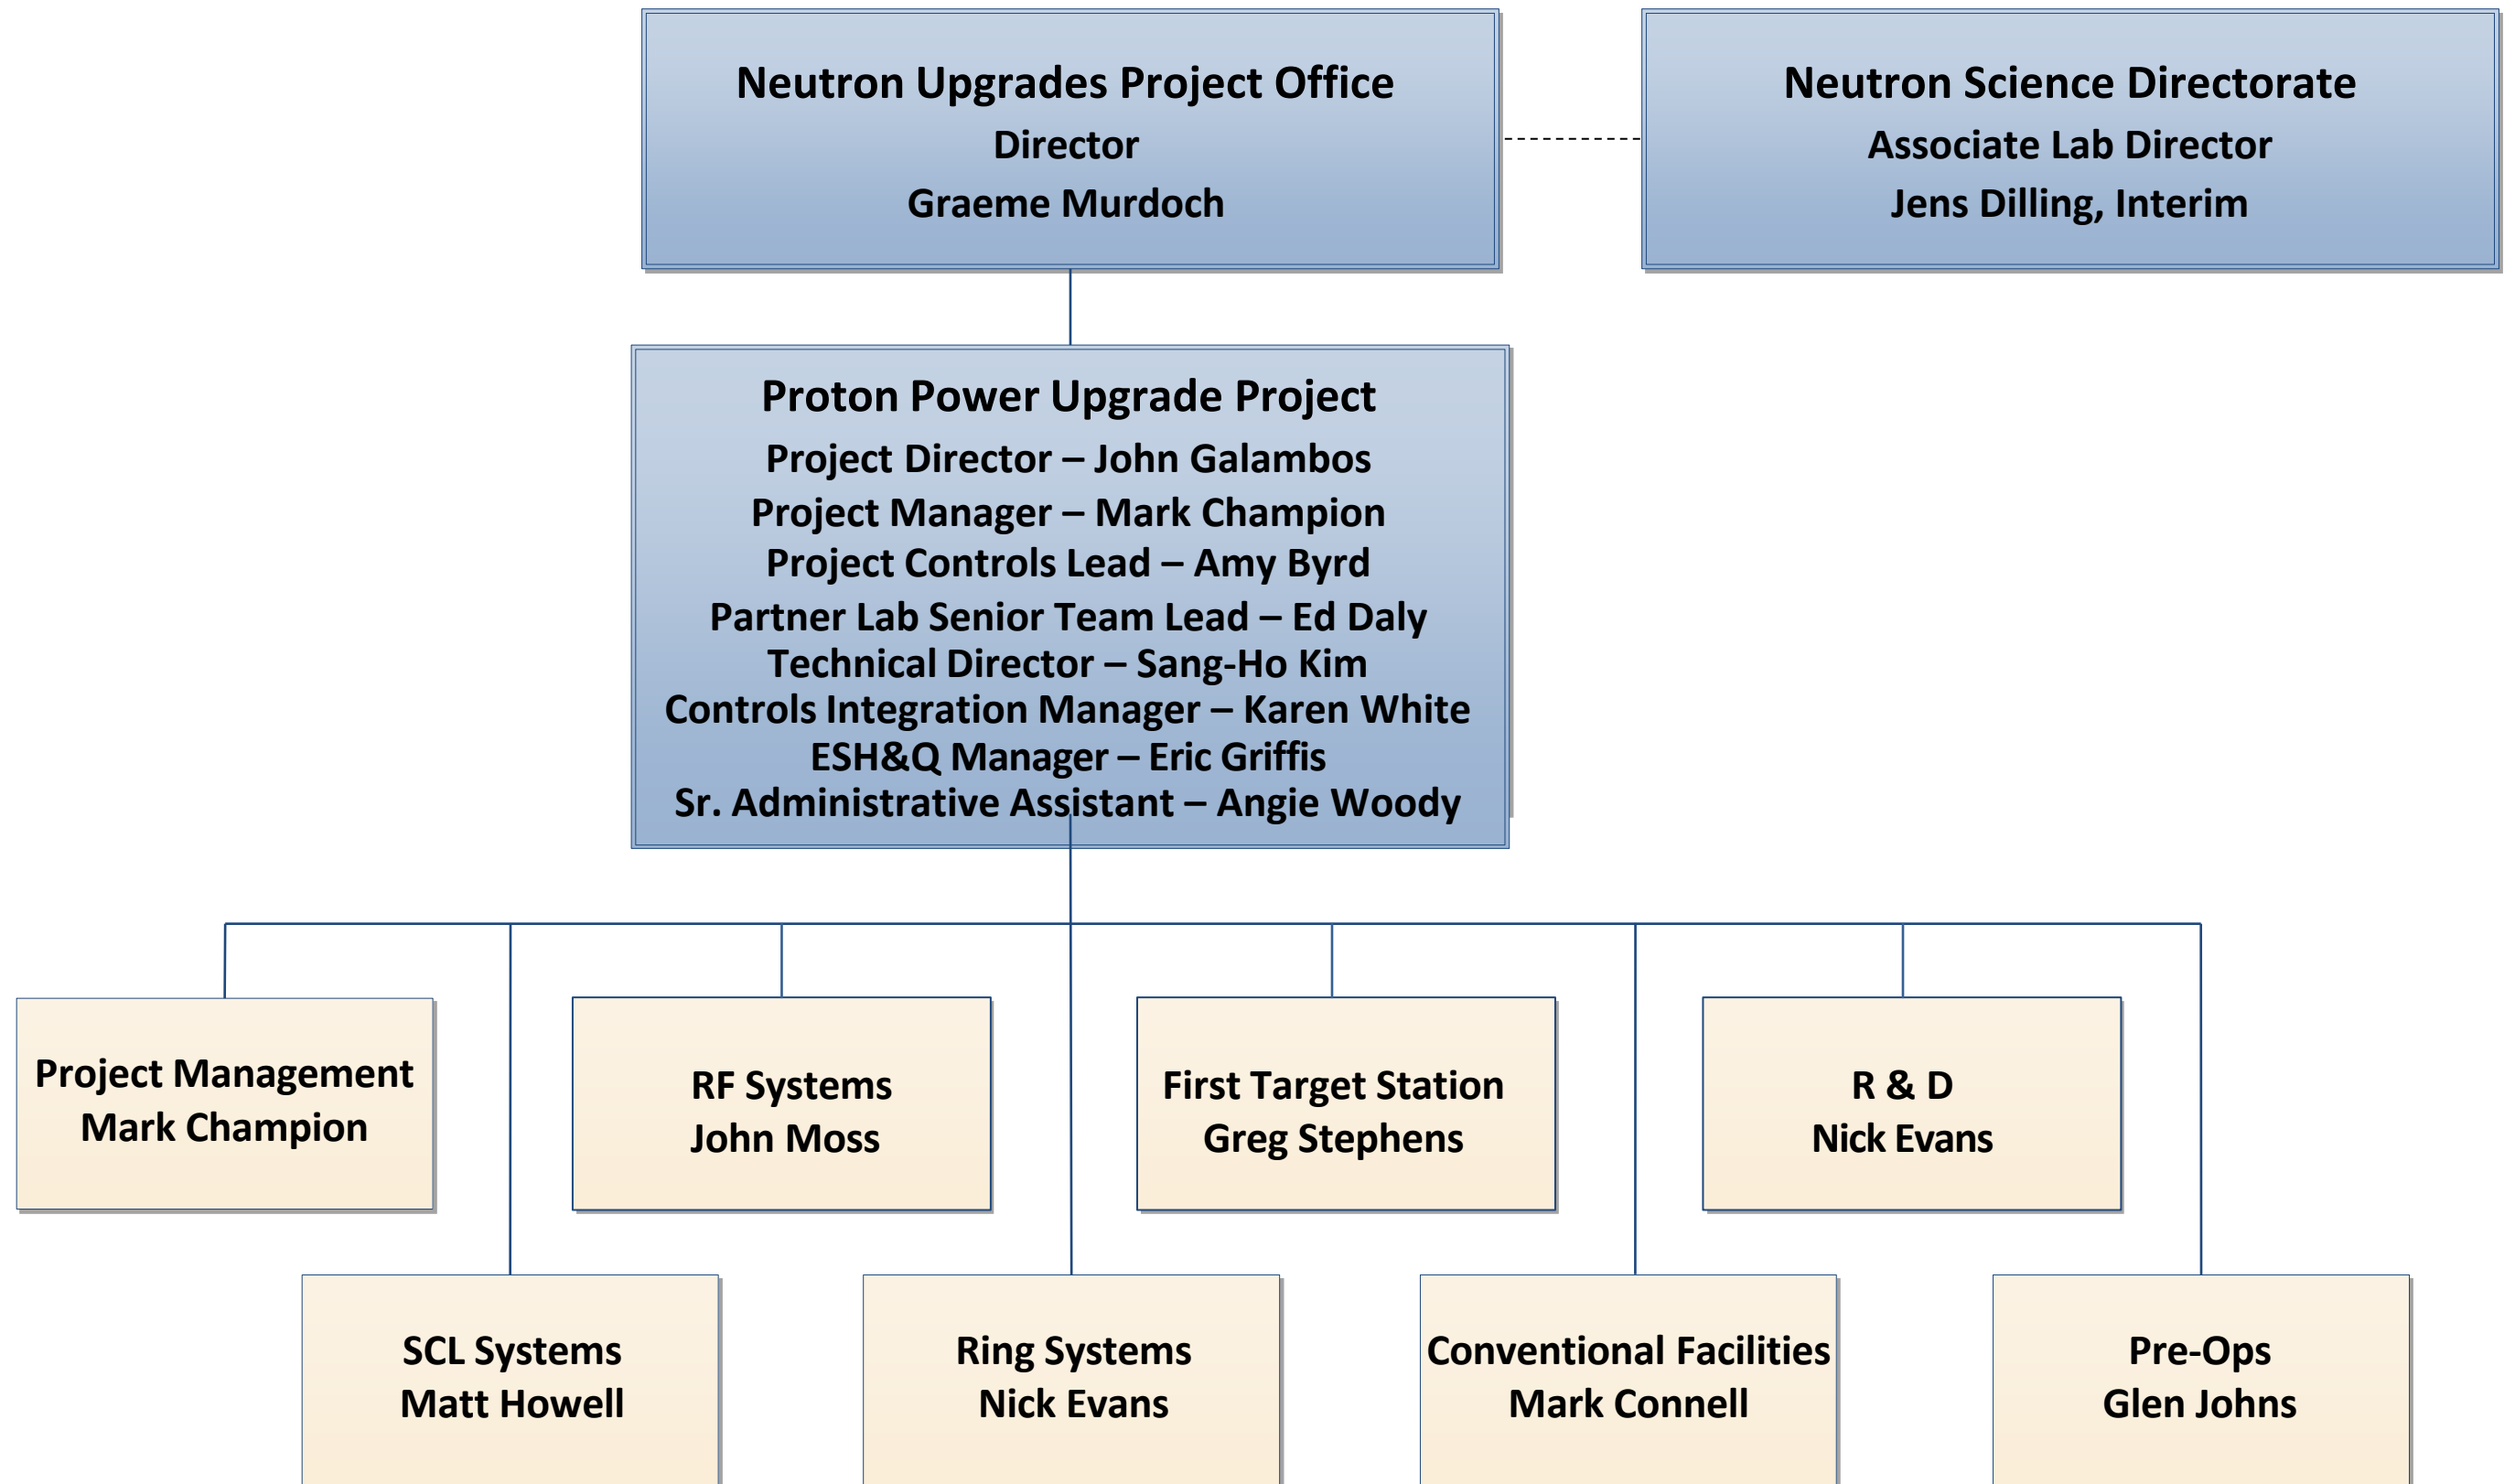 Neutron Upgrades Project Office
Director
Graeme Murdoch
Neutron Science Directorate
Associate Lab Director
Jens Dilling, Interim
Proton Power Upgrade Project
Project Director – John Galambos
Project Manager – Mark Champion
Project Controls Lead – Amy Byrd
Partner Lab Senior Team Lead – Ed Daly
Technical Director – Sang-Ho Kim
Controls Integration Manager – Karen White
ESH&Q Manager – Eric Griffis
Sr. Administrative Assistant – Angie Woody
Project Management
Mark Champion
RF Systems
John Moss
First Target Station
Greg Stephens
R & D
Nick Evans
SCL Systems
Matt Howell
Ring Systems
Nick Evans
Conventional Facilities
Mark Connell
Pre-Ops
Glen Johns